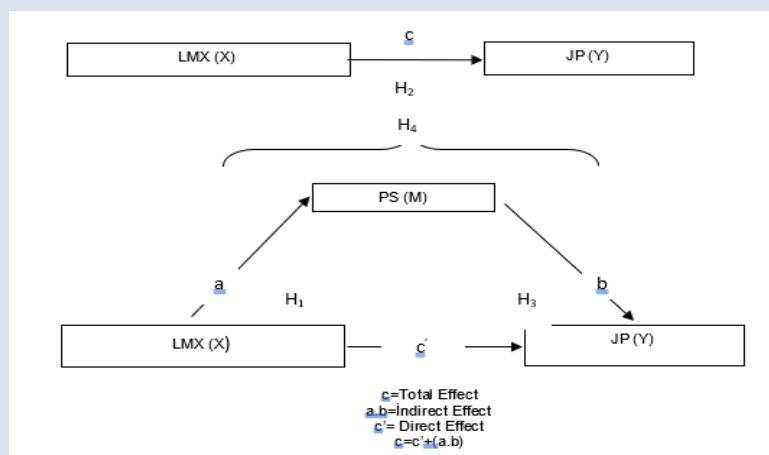 c
LMX (X)
JP (Y)
H₂
H₄
PS (M)
a
b
H₁
H₃
LMX (X)
c′
JP (Y)
c=Total Effect
a.b=İndirect Effect
c'= Direct Effect
c=c'+(a.b)